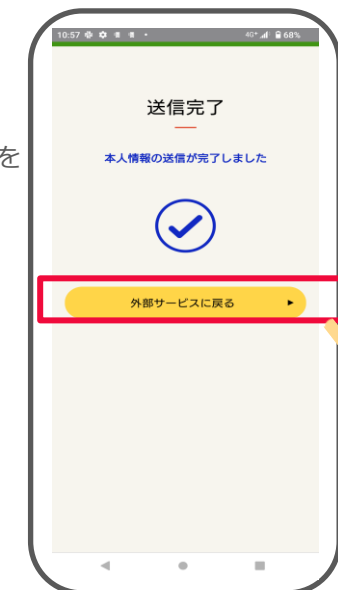 10:57
4G+
68%
送信完了
を
本人情報の送信が完了しました
外部サービスに戻る